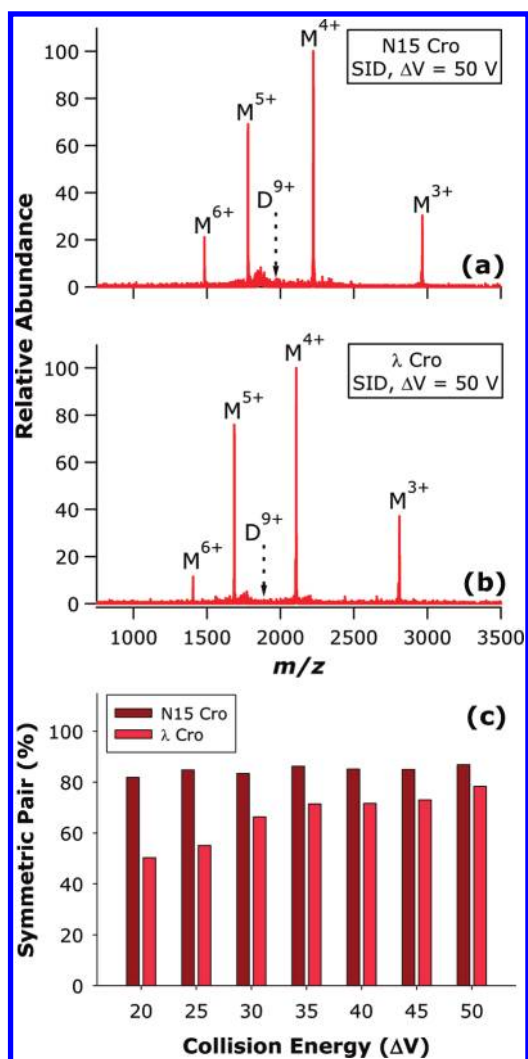 Relative Abundance
100
80
60
40
20
0
M6+
M5+
D9+
M4+
M3+
N15 Cro
SID, ΔV = 50 V
(a)
100
80
60
40
20
0
M6+
M5+
D9+
M4+
M3+
λ Cro
SID, ΔV = 50 V
(b)
1000 1500 2000 2500 3000 3500
m/z
N15 Cro
λ Cro
(c)
Symmetric Pair (%)
100
80
60
40
20
0
20 25 30 35 40 45 50
Collision Energy (ΔV)